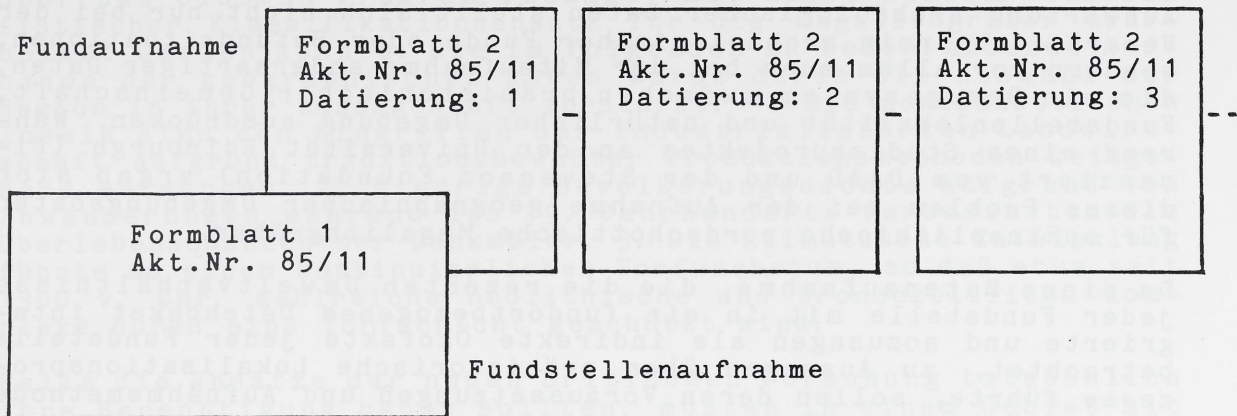 Fundaufnahme
Formblatt 2
Akt.Nr. 85/11
Datierung: 1
Formblatt 2
Akt.Nr. 85/11
Datierung: 2
Formblatt 2
Akt.Nr. 85/11
Datierung: 3
Formblatt 1
Akt.Nr. 85/11
Fundstellenaufnahme